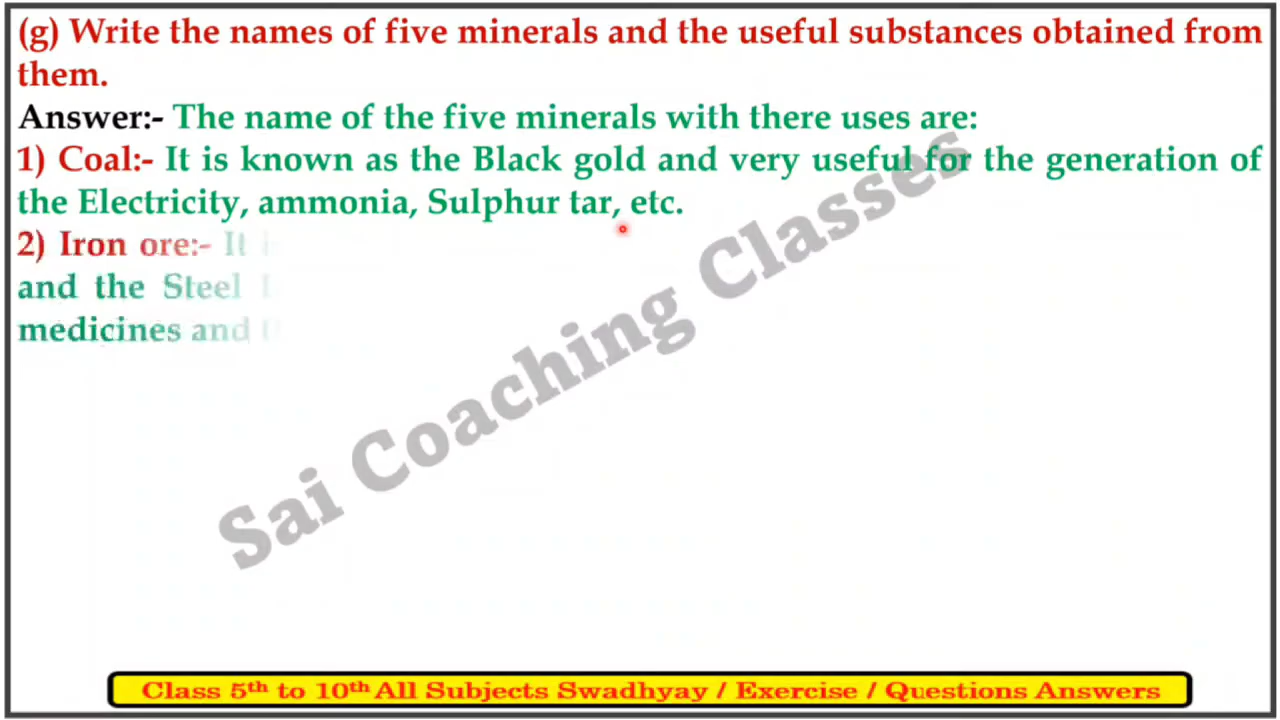 (g) Write the names of five minerals and the useful substances obtained from
them.
Answer:- The name of the five minerals with there uses are:
1) Coal:- It is known as the Black gold and very useful for the generation of
the Electricity, ammonia, Sulphur tar, etc.
2) Iron ore:- It
and the Steel
medicines and
Sai Coaching Classes
Class 5th to 10th All Subjects Swadhyay / Exercise / Questions Answers